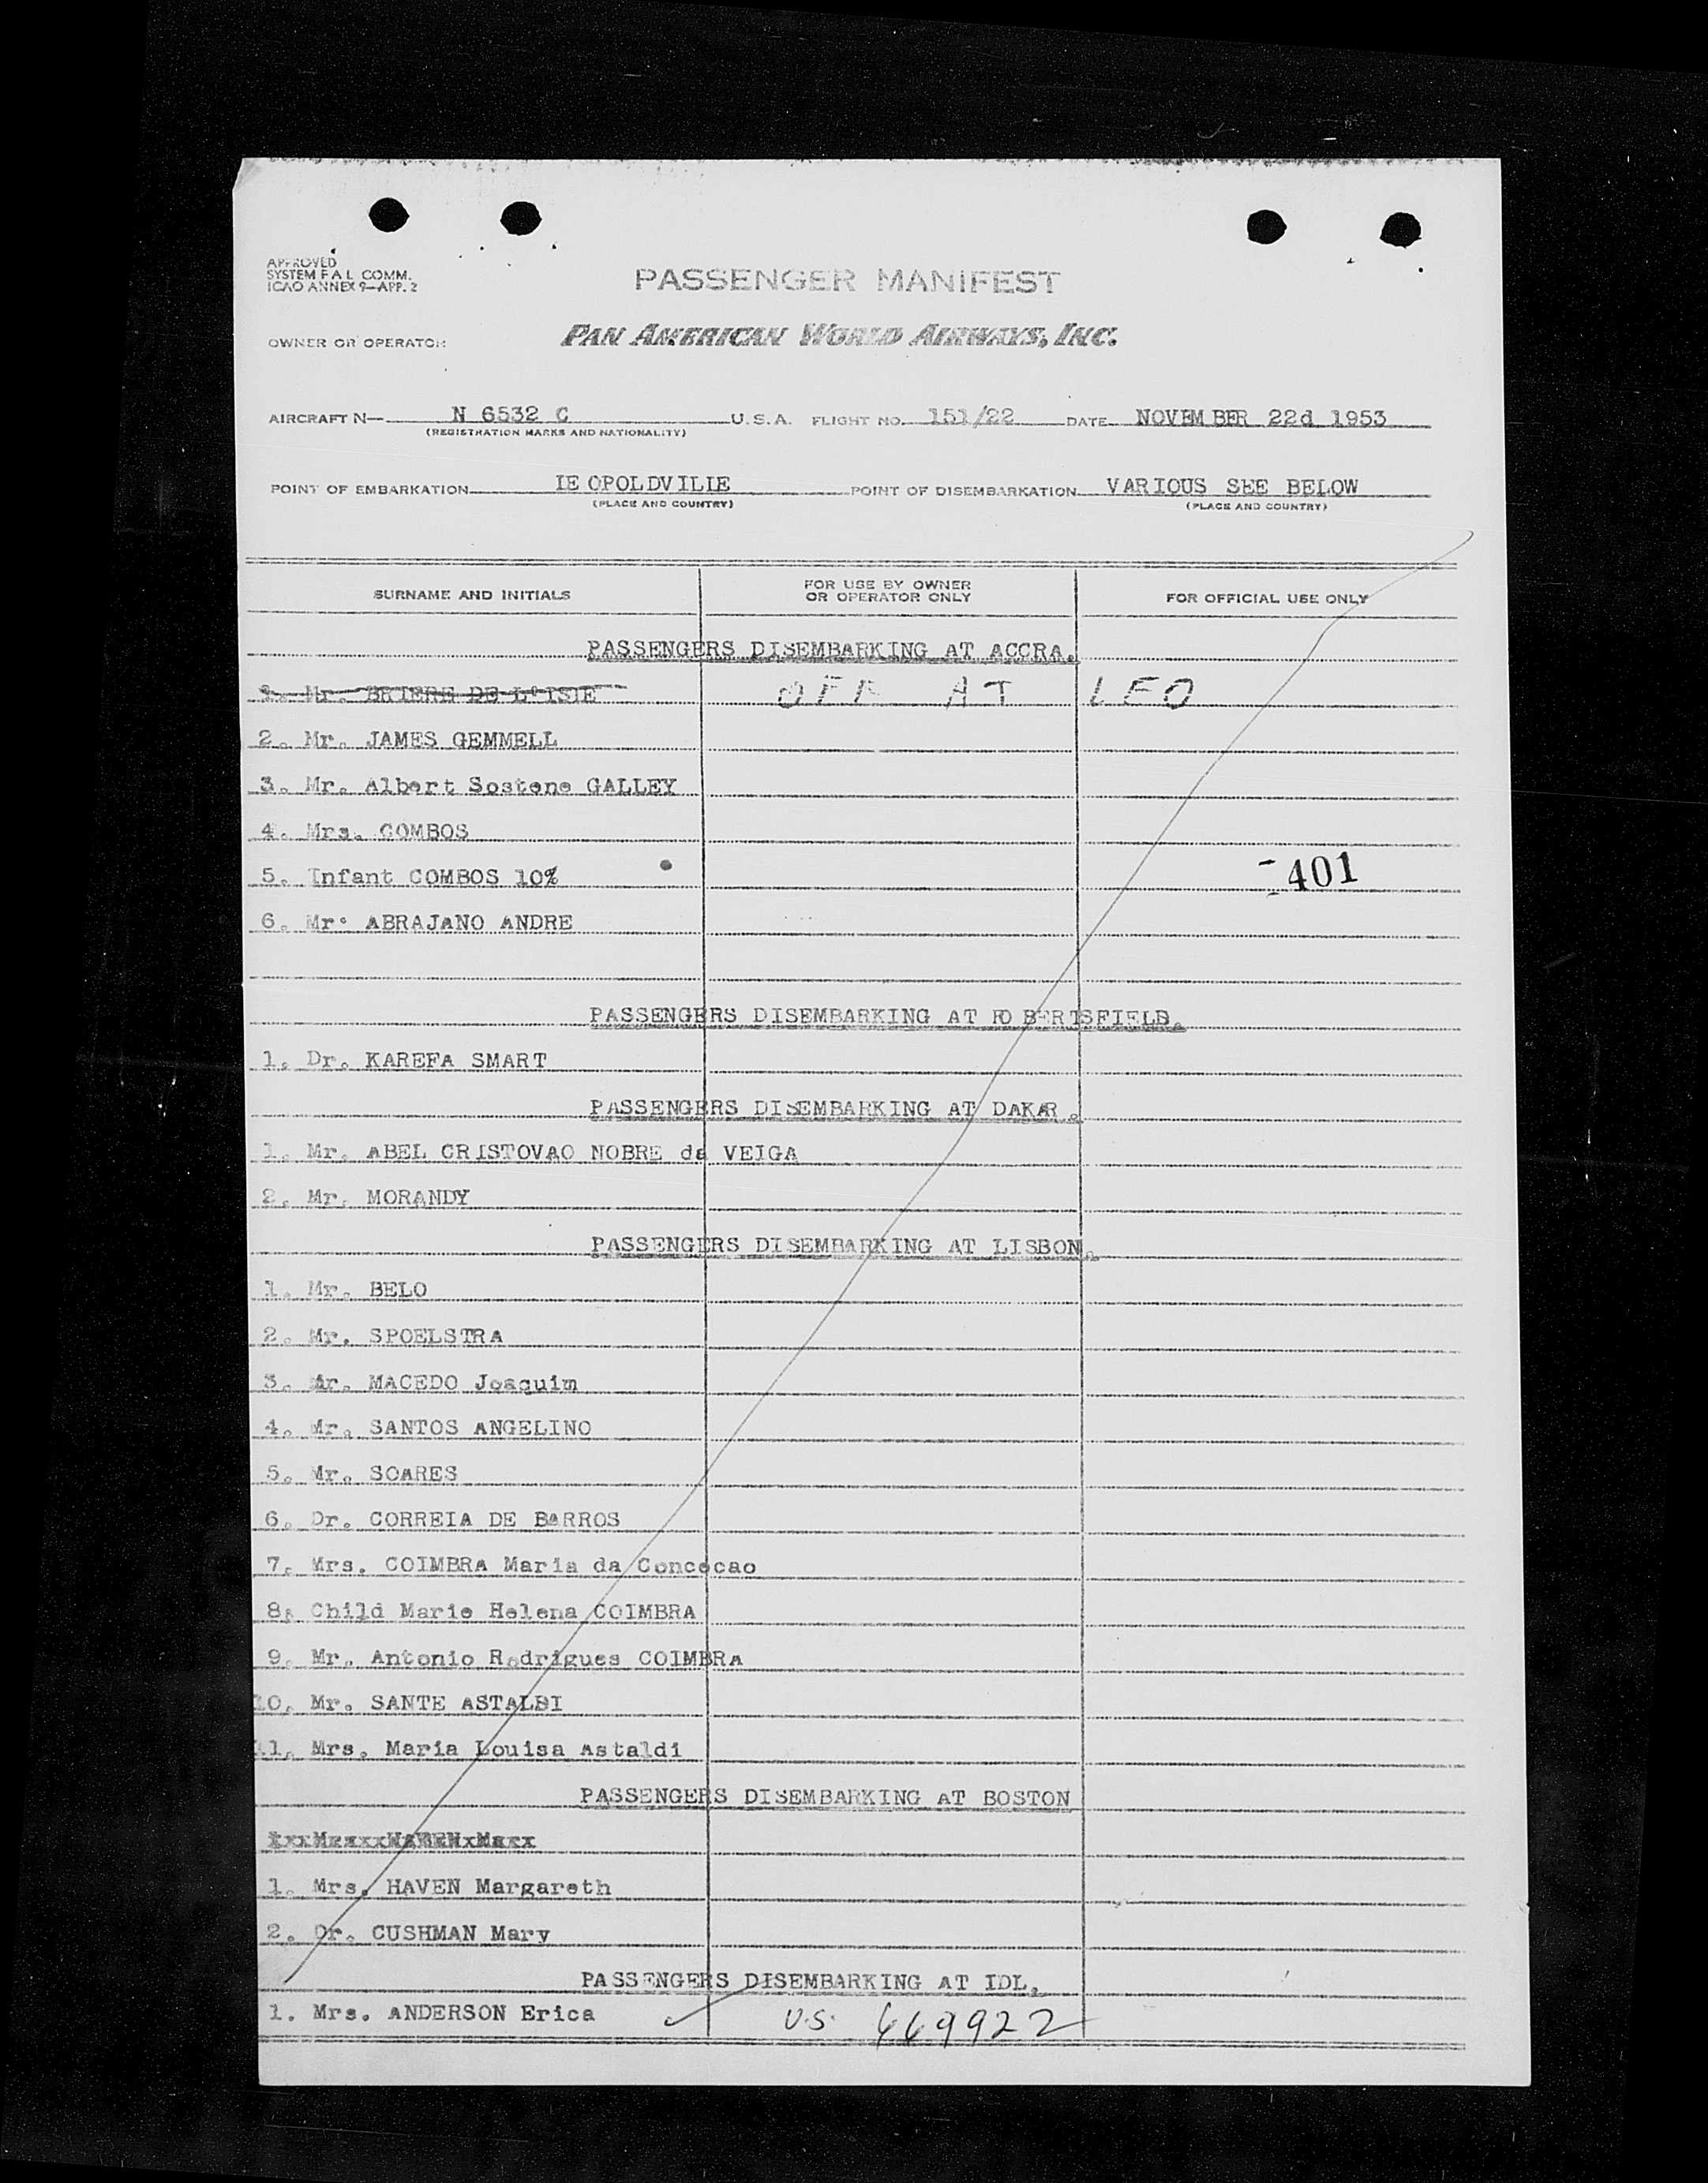 APPROVED
SYSTEM F A L COMM.
ICAO ANNEX 9—APP. 2
PASSENGER MANIFEST
OWNER OR OPERATOR
PAN AMERICAN WORLD AIRWAYS, INC.
AIRCRAFT N— N 6532 C U.S.A. FLIGHT NO. 151/22 DATE NOVEMBER 22d 1953
(REGISTRATION MARKS AND NATIONALITY)
POINT OF EMBARKATION IEOPOLDVILIE POINT OF DISEMBARKATION VARIOUS SEE BELOW
(PLACE AND COUNTRY) (PLACE AND COUNTRY)
SURNAME AND INITIALS FOR USE BY OWNER OR OPERATOR ONLY FOR OFFICIAL USE ONLY
PASSENGERS DISEMBARKING AT ACCRA.
1. Mr. BRIERE DE L'ISIE OFF AT LEO
2. Mr. JAMES GEMMELL
3. Mr. Albert Sostene GALLEY
4. Mrs. COMBOS
5. Infant COMBOS 10% 401
6. Mr. ABRAJANO ANDRE
PASSENGERS DISEMBARKING AT ROBERTSFIELD.
1. Dr. KAREFA SMART
PASSENGERS DISEMBARKING AT DAKAR.
1. Mr. ABEL CRISTOVAO NOBRE da VEIGA
2. Mr. MORANDY
PASSENGERS DISEMBARKING AT LISBON.
1. Mr. BELO
2. Mr. SPOELSTRA
3. Mr. MACEDO Joaquim
4. Mr. SANTOS ANGELINO
5. Mr. SOARES
6. Dr. CORREIA DE BARROS
7. Mrs. COIMBRA Maria da Concecao
8. Child Marie Helena COIMBRA
9. Mr. Antonio Rodrigues COIMBRA
10. Mr. SANTE ASTALDI
11. Mrs. Maria Louisa Astaldi
PASSENGERS DISEMBARKING AT BOSTON
1. Mrs. HAVEN Margareth
2. Dr. CUSHMAN Mary
PASSENGERS DISEMBARKING AT IDL.
1. Mrs. ANDERSON Erica U.S. 669922